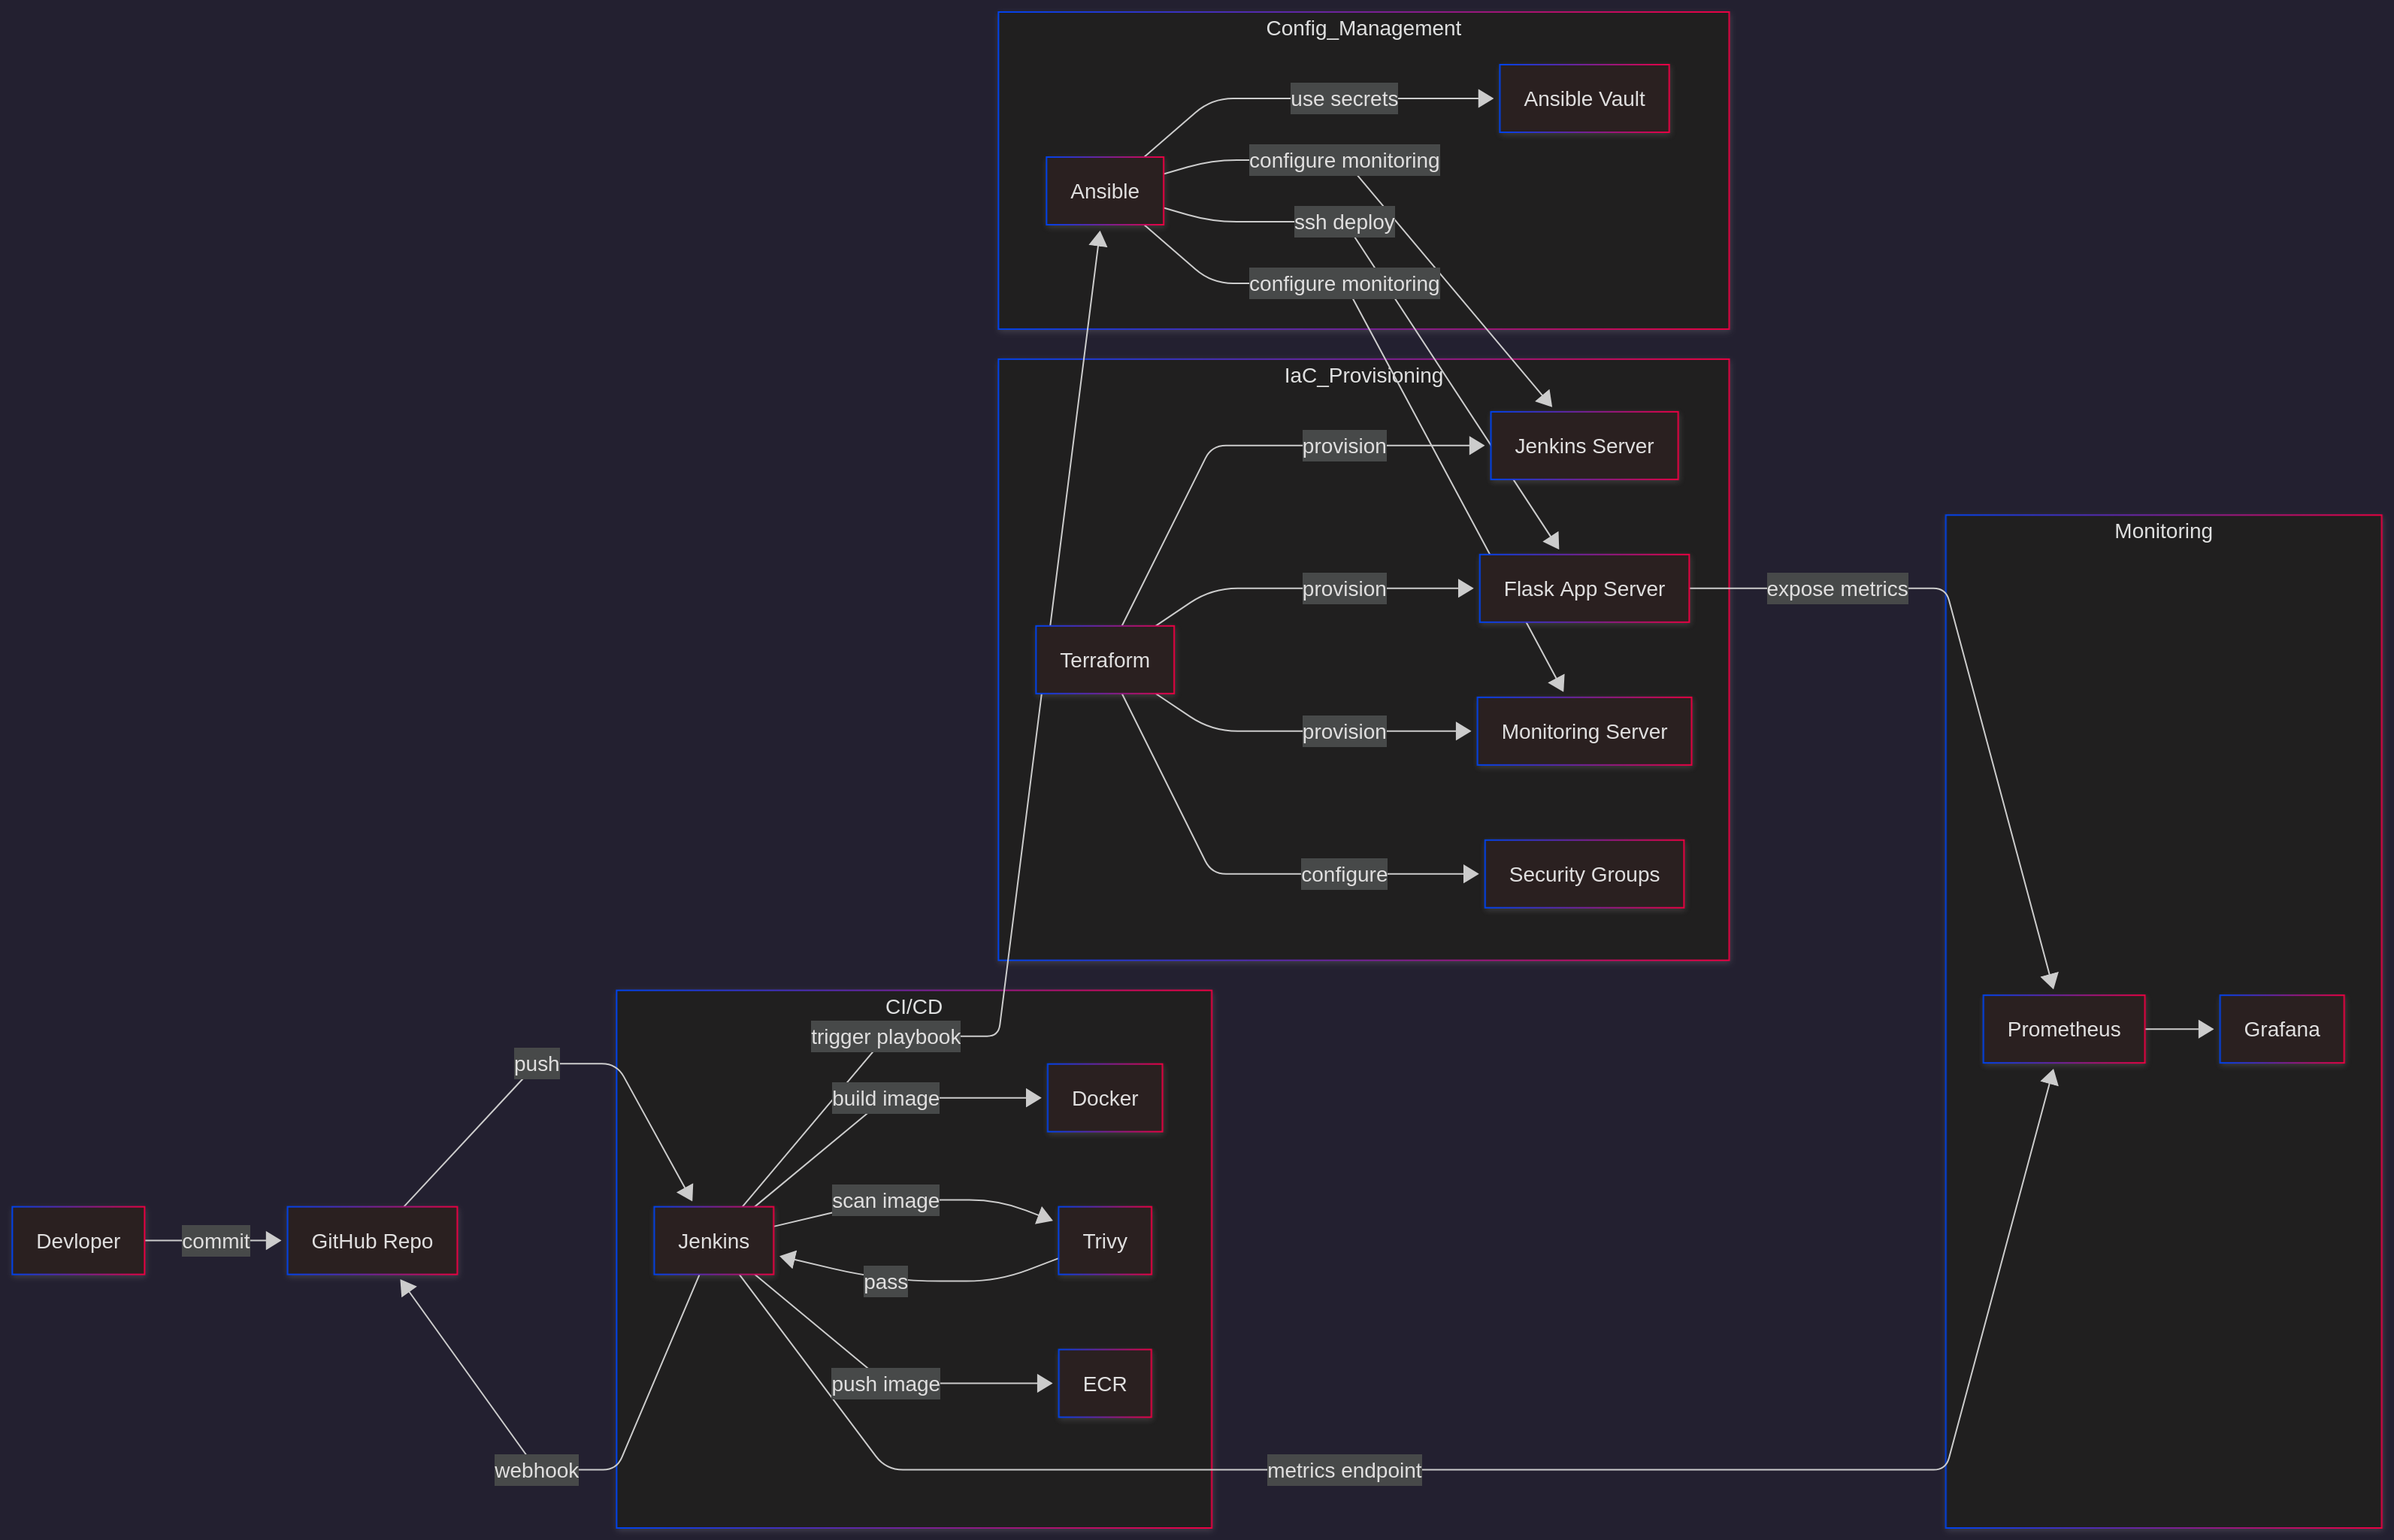 Config_Management
use secrets
Ansible Vault
configure monitoring
Ansible
ssh deploy
configure monitoring
IaC_Provisioning
provision
Jenkins Server
Monitoring
provision
Flask App Server
expose metrics
Terraform
provision
Monitoring Server
configure
Security Groups
CI/CD
trigger playbook
Prometheus
Grafana
push
build image
Docker
scan image
Devloper
commit
GitHub Repo
Jenkins
Trivy
pass
push image
ECR
webhook
metrics endpoint